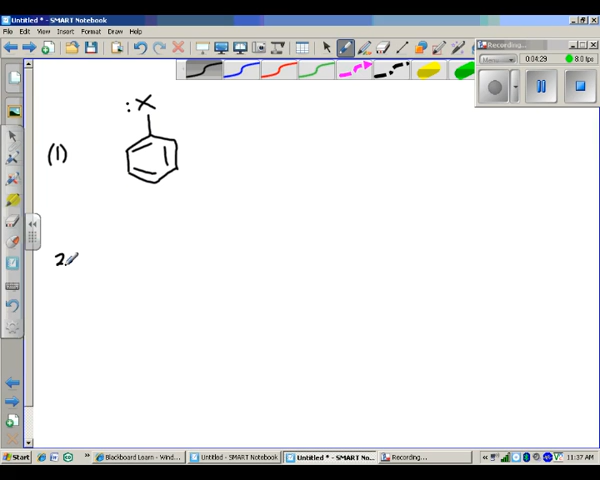 Untitled * - SMART Notebook
File Edit View Insert Format Draw Help
Recording...
Menu
0:04:29
8.0 fps
:X
(1)
2.
Start
Blackboard Learn - Wind...
Untitled - SMART Notebook
Untitled * - SMART No...
Recording...
11:37 AM